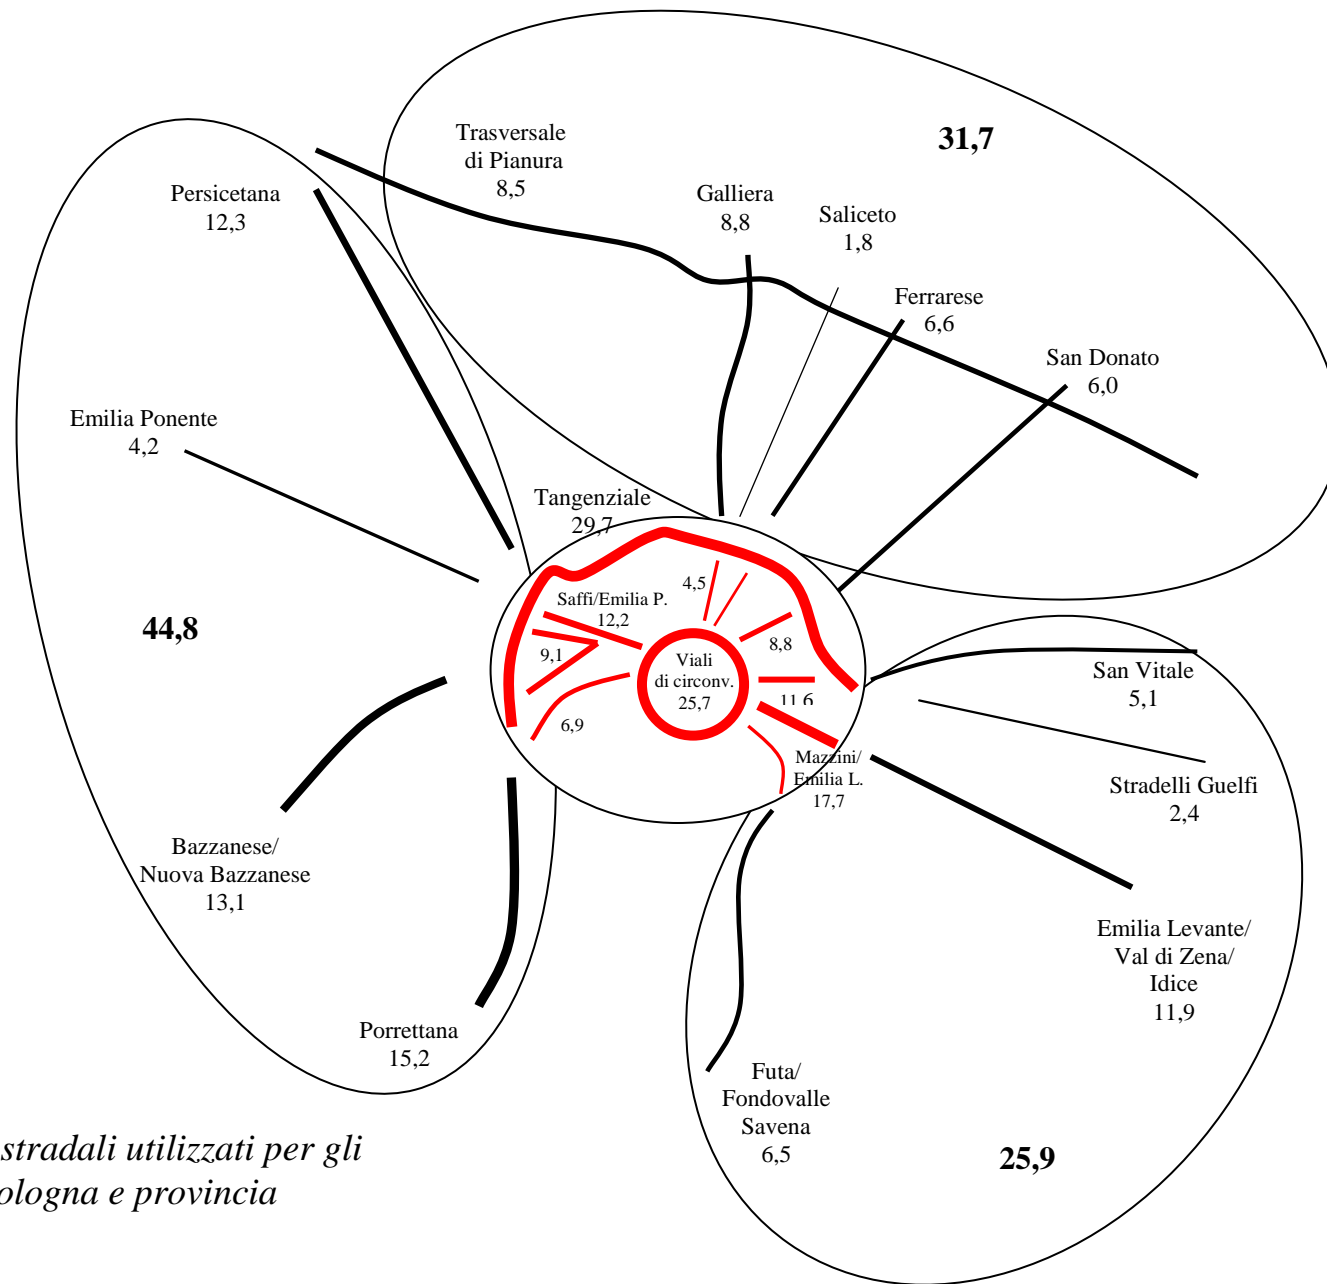 31,7
Trasversale
di Pianura
8,5
Persicetana
12,3
Galliera
8,8
Saliceto
1,8
Ferrarese
6,6
San Donato
6,0
Emilia Ponente
4,2
Tangenziale
29,7
4,5
Saffi/Emilia P.
12,2
44,8
8,8
9,1
Viali
di circonv.
25,7
San Vitale
5,1
11,6
6,9
Mazzini/
Emilia L.
17,7
Stradelli Guelfi
2,4
Bazzanese/
Nuova Bazzanese
13,1
Emilia Levante/
Val di Zena/
Idice
11,9
Porrettana
15,2
Futa/
Fondovalle
Savena
6,5
25,9
stradali utilizzati per gli
ologna e provincia